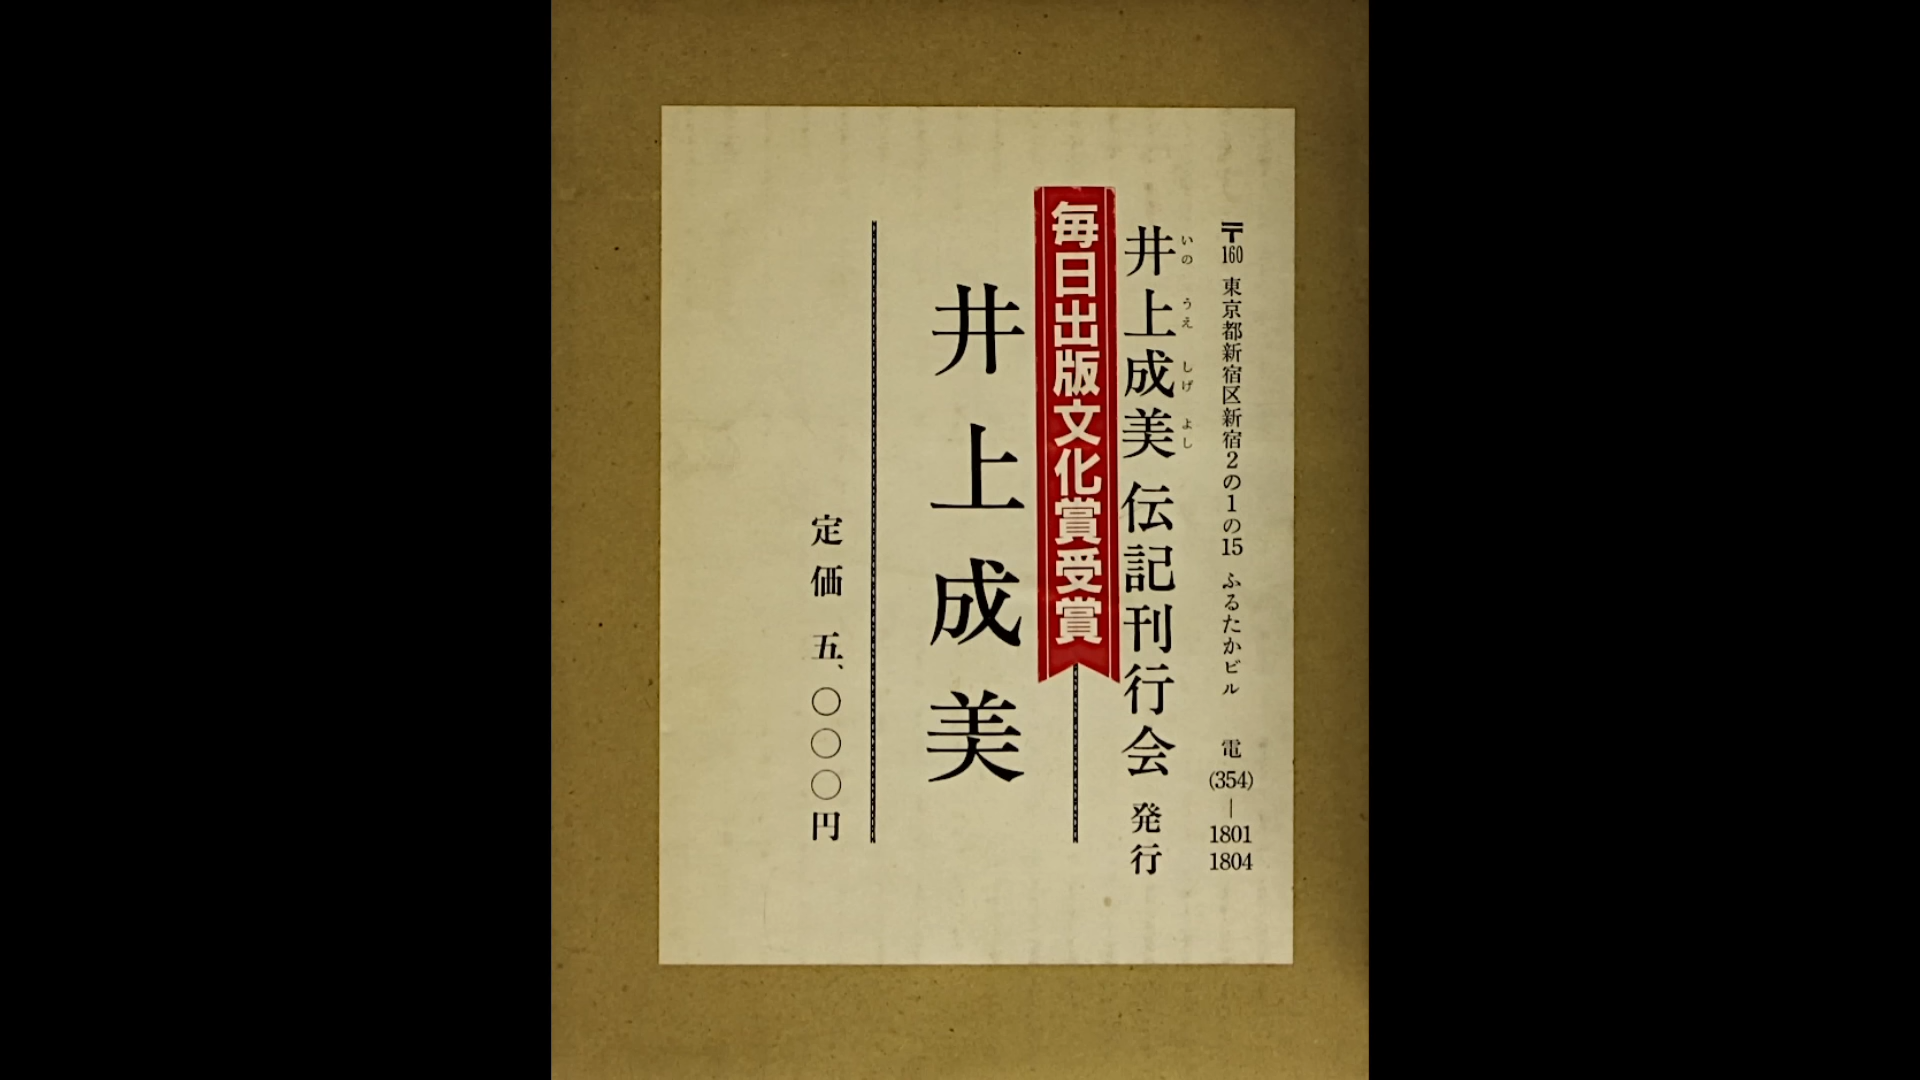 〒160 東京都新宿区新宿2の1の15 ふるたかビル 電(354)―1801 1804
いの うえ しげ よし
井上成美伝記刊行会 発行
毎日出版文化賞受賞
井上成美
定価 五、〇〇〇円